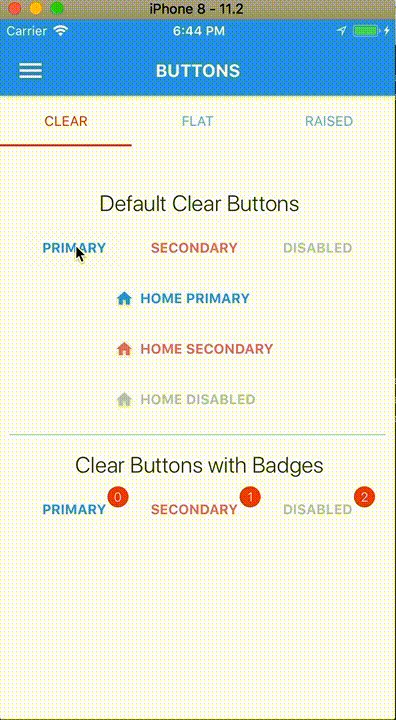 iPhone 8 - 11.2
Carrier 6:44 PM
BUTTONS
CLEAR FLAT RAISED
Default Clear Buttons
PRIMARY SECONDARY DISABLED
HOME PRIMARY
HOME SECONDARY
HOME DISABLED
Clear Buttons with Badges
PRIMARY 0 SECONDARY 1 DISABLED 2